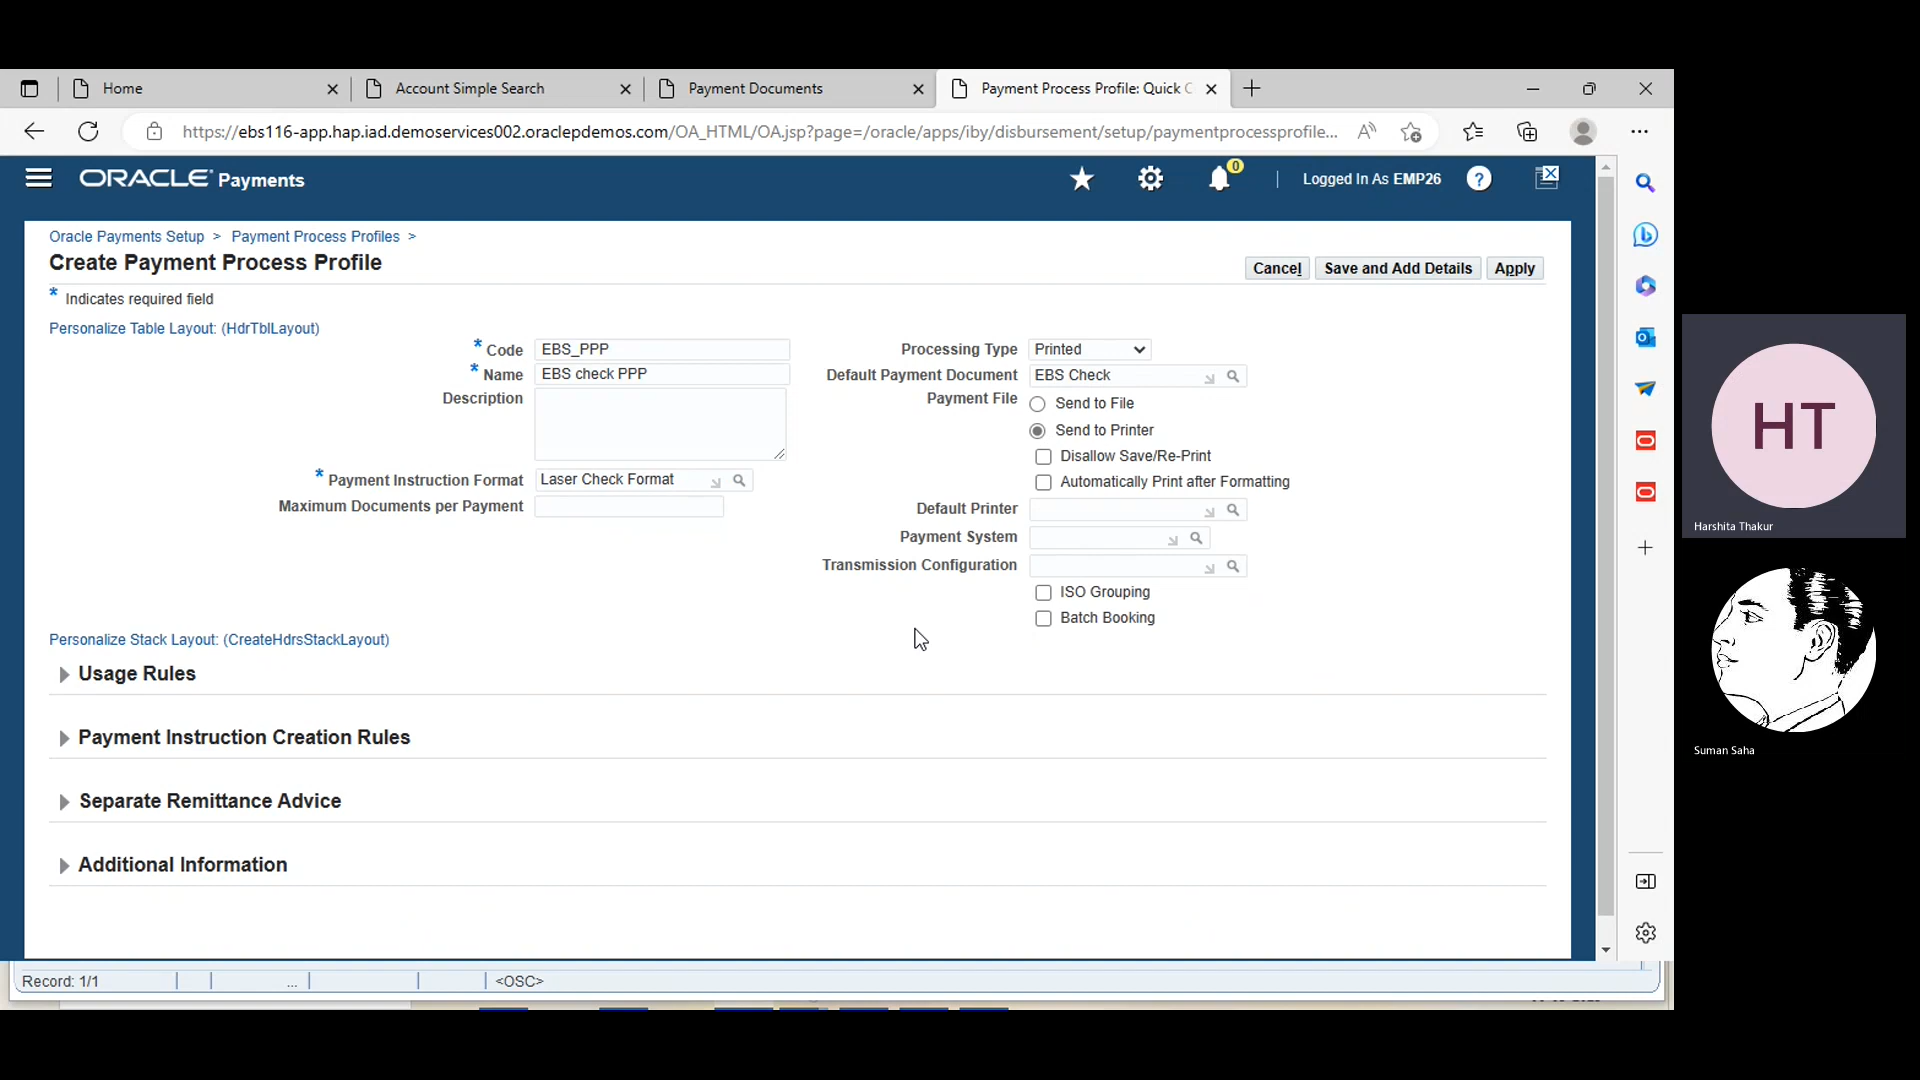 Home
Account Simple Search
Payment Documents
Payment Process Profile: Quick C
https://ebs116-app.hap.iad.demoservices002.oraclepdemos.com/OA_HTML/OA.jsp?page=/oracle/apps/iby/disbursement/setup/paymentprocessprofile...
ORACLE Payments
0
Logged In As EMP26
?
Oracle Payments Setup > Payment Process Profiles >
Create Payment Process Profile
Cancel Save and Add Details Apply
* Indicates required field
Personalize Table Layout: (HdrTblLayout)
* Code EBS_PPP
* Name EBS check PPP
Description
* Payment Instruction Format Laser Check Format
Maximum Documents per Payment
Processing Type Printed
Default Payment Document EBS Check
Payment File Send to File
Send to Printer
Disallow Save/Re-Print
Automatically Print after Formatting
Default Printer
Payment System
Transmission Configuration
ISO Grouping
Batch Booking
Personalize Stack Layout: (CreateHdrsStackLayout)
Usage Rules
Payment Instruction Creation Rules
Separate Remittance Advice
Additional Information
Record: 1/1 ... <OSC>
HT
Harshita Thakur
Suman Saha